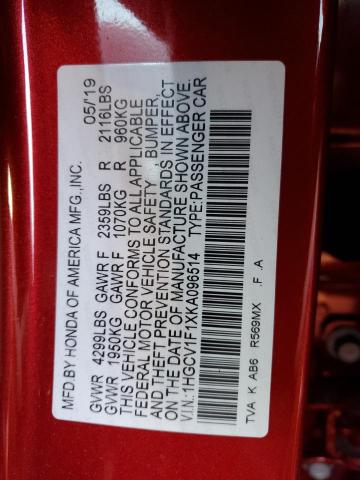 MFD.BY HONDA OF AMERICA MFG.,INC. 05/19
GVWR 4299LBS GAWR F 2359LBS R 2116LBS
GVWR 1950KG GAWR F 1070KG R 960KG
THIS VEHICLE CONFORMS TO ALL APPLICABLE
FEDERAL MOTOR VEHICLE SAFETY , BUMPER,
AND THEFT PREVENTION STANDARDS IN EFFECT
ON THE DATE OF MANUFACTURE SHOWN ABOVE.
V.I.N.:1HGCV1F1XKA096514 TYPE:PASSENGER CAR
TVA K AB6 R569MX .F .A